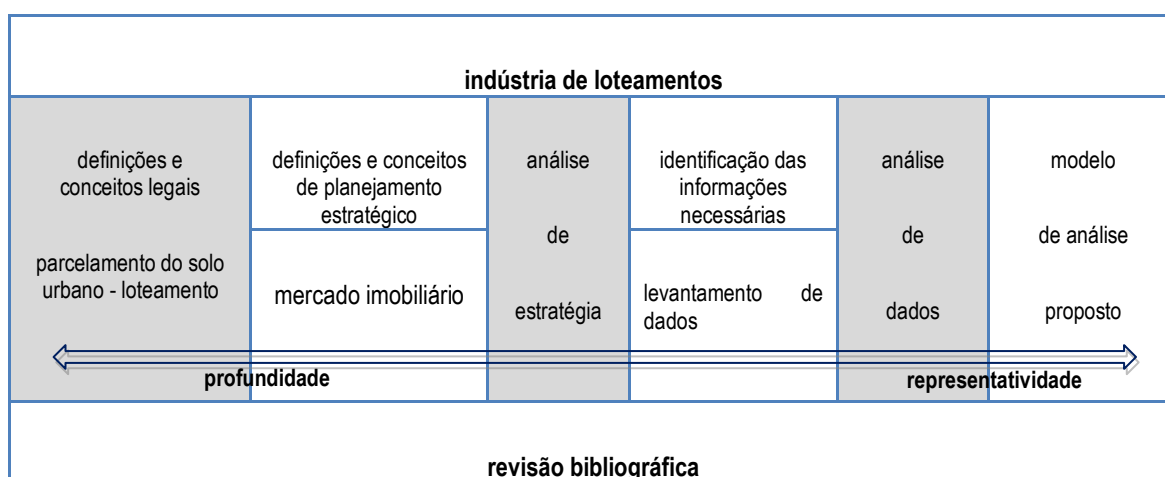 indústria de loteamentos
definições e
conceitos legais
parcelamento do solo
urbano - loteamento
definições e conceitos
de planejamento
estratégico
mercado imobiliário
análise
de
estratégia
identificação das
informações
necessárias
levantamento de
dados
análise
de
dados
modelo
de análise
proposto
profundidade
representatividade
revisão bibliográfica